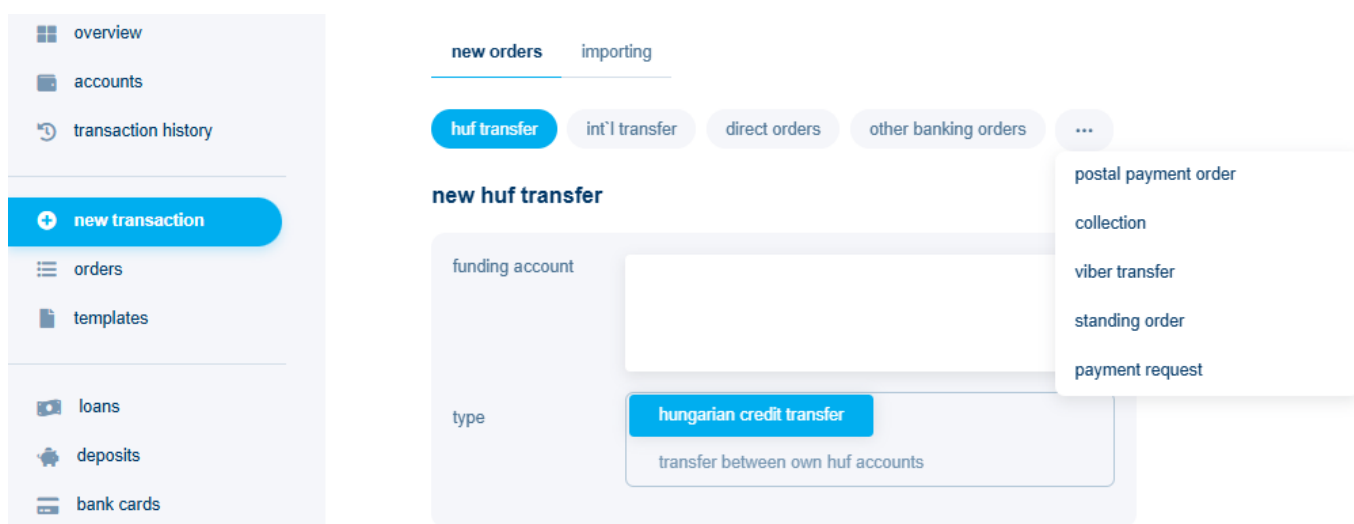 overview
accounts
transaction history
new transaction
orders
templates
loans
deposits
bank cards
new orders importing
huf transfer int`l transfer direct orders other banking orders ...
postal payment order
collection
viber transfer
standing order
payment request
new huf transfer
funding account
type
hungarian credit transfer
transfer between own huf accounts